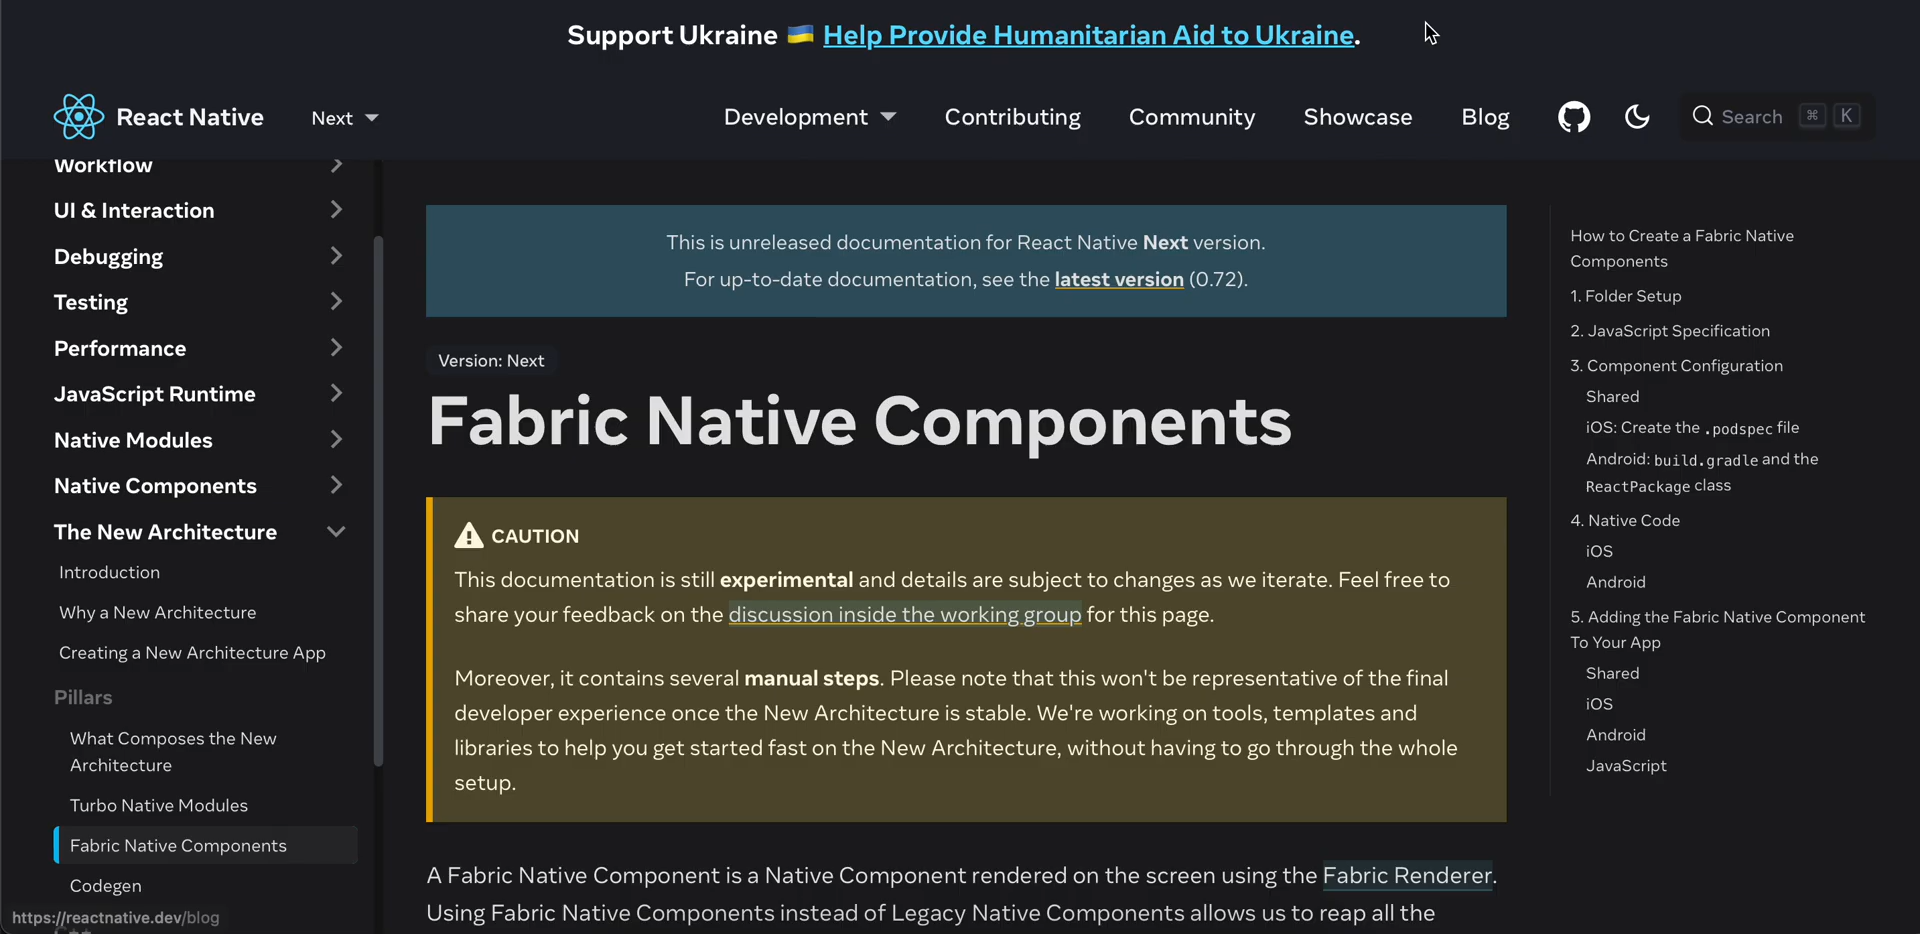 Support Ukraine 🇺🇦 Help Provide Humanitarian Aid to Ukraine.
React Native
Next
Development
Contributing
Community
Showcase
Blog
Search
⌘ K
Workflow
UI & Interaction
Debugging
Testing
Performance
JavaScript Runtime
Native Modules
Native Components
The New Architecture
Introduction
Why a New Architecture
Creating a New Architecture App
Pillars
What Composes the New
Architecture
Turbo Native Modules
Fabric Native Components
Codegen
https://reactnative.dev/blog
This is unreleased documentation for React Native Next version.
For up-to-date documentation, see the latest version (0.72).
Version: Next
Fabric Native Components
CAUTION
This documentation is still experimental and details are subject to changes as we iterate. Feel free to
share your feedback on the discussion inside the working group for this page.
Moreover, it contains several manual steps. Please note that this won't be representative of the final
developer experience once the New Architecture is stable. We're working on tools, templates and
libraries to help you get started fast on the New Architecture, without having to go through the whole
setup.
A Fabric Native Component is a Native Component rendered on the screen using the Fabric Renderer.
Using Fabric Native Components instead of Legacy Native Components allows us to reap all the
How to Create a Fabric Native
Components
1. Folder Setup
2. JavaScript Specification
3. Component Configuration
Shared
iOS: Create the .podspec file
Android: build.gradle and the
ReactPackage class
4. Native Code
iOS
Android
5. Adding the Fabric Native Component
To Your App
Shared
iOS
Android
JavaScript